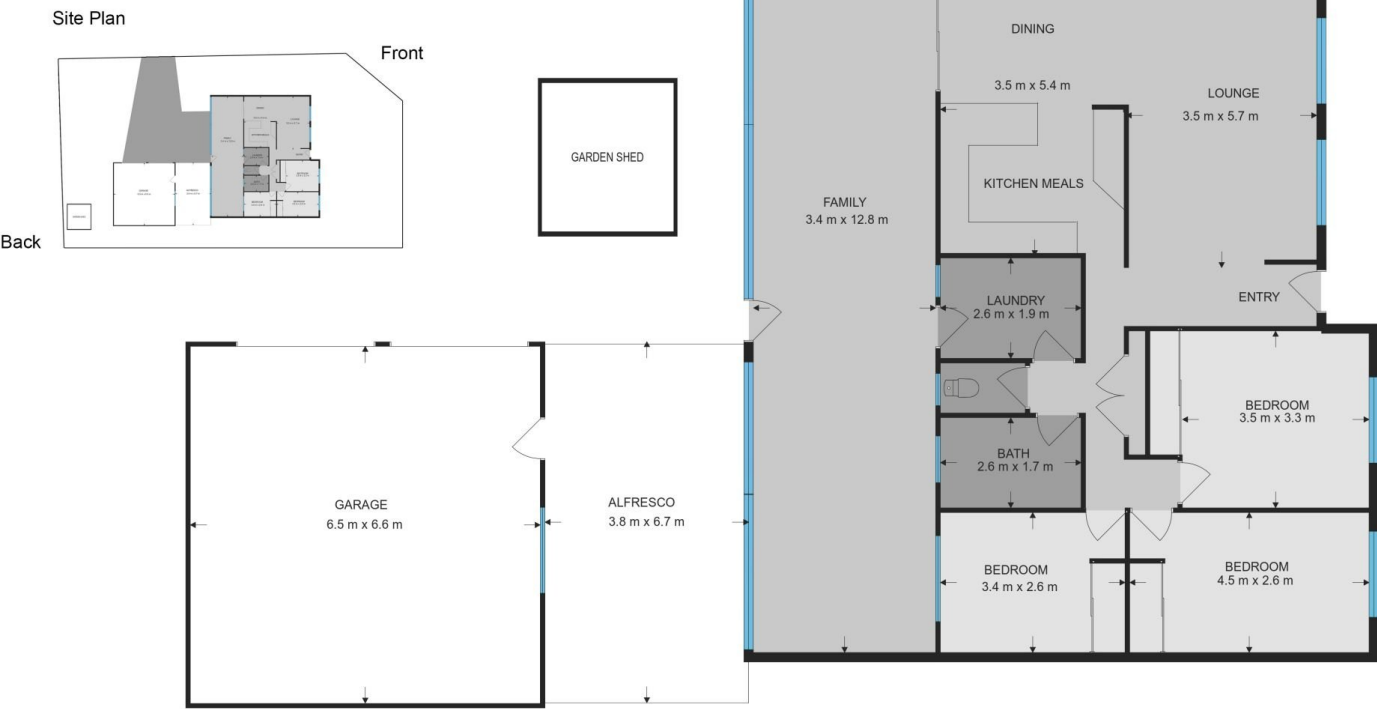 Site Plan
Front
Back
GARDEN SHED
DINING
3.5 m x 5.4 m
LOUNGE
3.5 m x 5.7 m
KITCHEN MEALS
FAMILY
3.4 m x 12.8 m
LAUNDRY
2.6 m x 1.9 m
ENTRY
BEDROOM
3.5 m x 3.3 m
BATH
2.6 m x 1.7 m
GARAGE
6.5 m x 6.6 m
ALFRESCO
3.8 m x 6.7 m
BEDROOM
3.4 m x 2.6 m
BEDROOM
4.5 m x 2.6 m